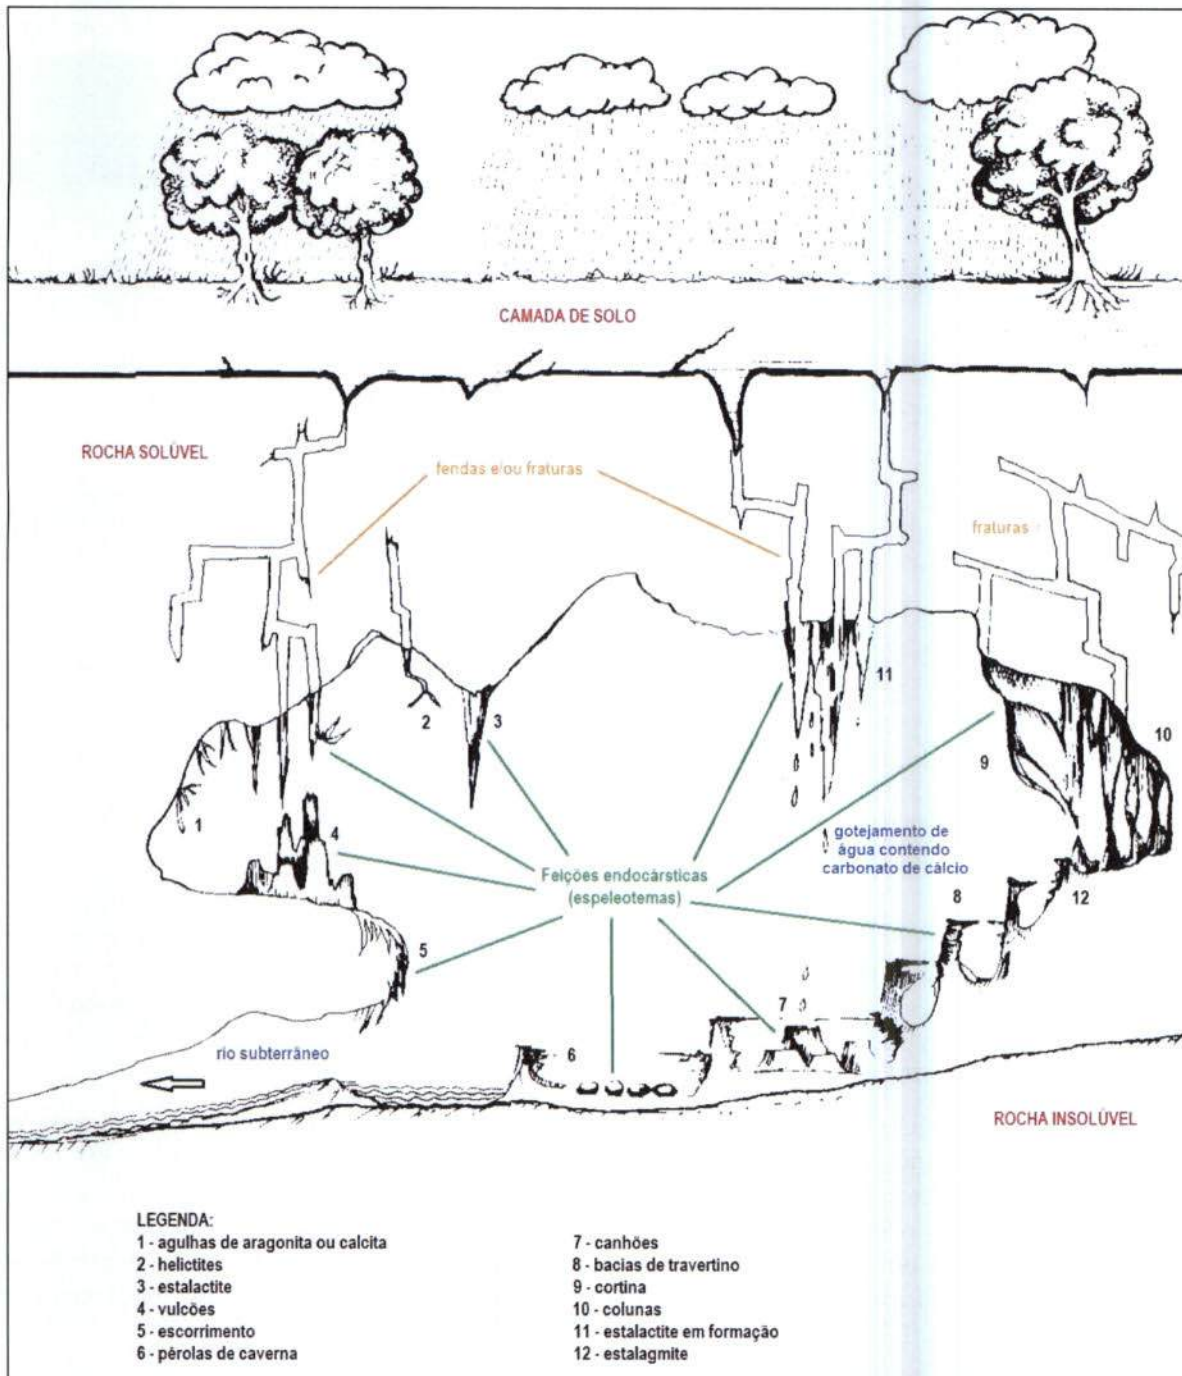 CAMADA DE SOLO
ROCHA SOLÚVEL
fendas e/ou fraturas
fraturas
2
3
11
10
9
1
4
gotejamento de
água contendo
carbonato de cálcio
Feições endocársticas
(espeleotemas)
8
12
5
7
rio subterrâneo
6
ROCHA INSOLÚVEL
LEGENDA:
1 - agulhas de aragonita ou calcita
2 - helictites
3 - estalactite
4 - vulcões
5 - escorrimento
6 - pérolas de caverna
7 - canhões
8 - bacias de travertino
9 - cortina
10 - colunas
11 - estalactite em formação
12 - estalagmite